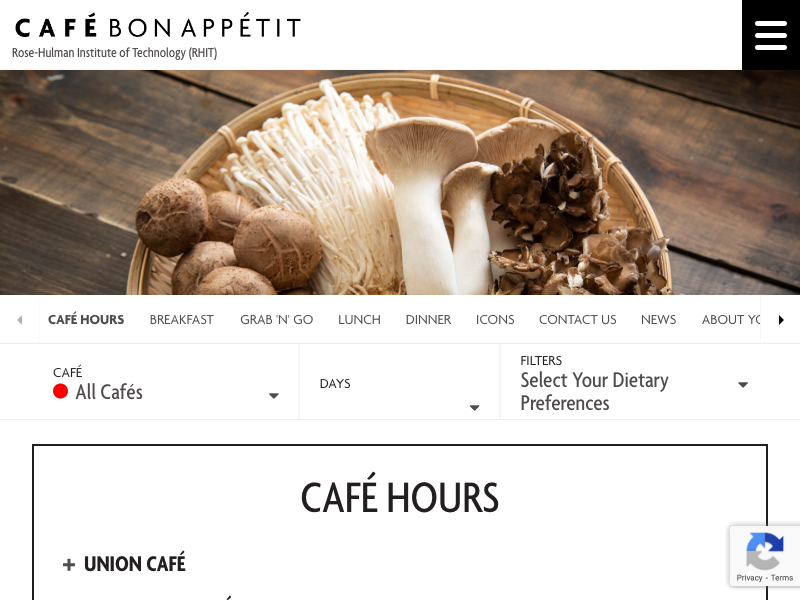 CAFÉ BON APPÉTIT
Rose-Hulman Institute of Technology (RHIT)
CAFÉ HOURS BREAKFAST GRAB 'N' GO LUNCH DINNER ICONS CONTACT US NEWS ABOUT
CAFÉ
All Cafés
DAYS
FILTERS
Select Your Dietary
Preferences
CAFÉ HOURS
+ UNION CAFÉ
Privacy - Terms